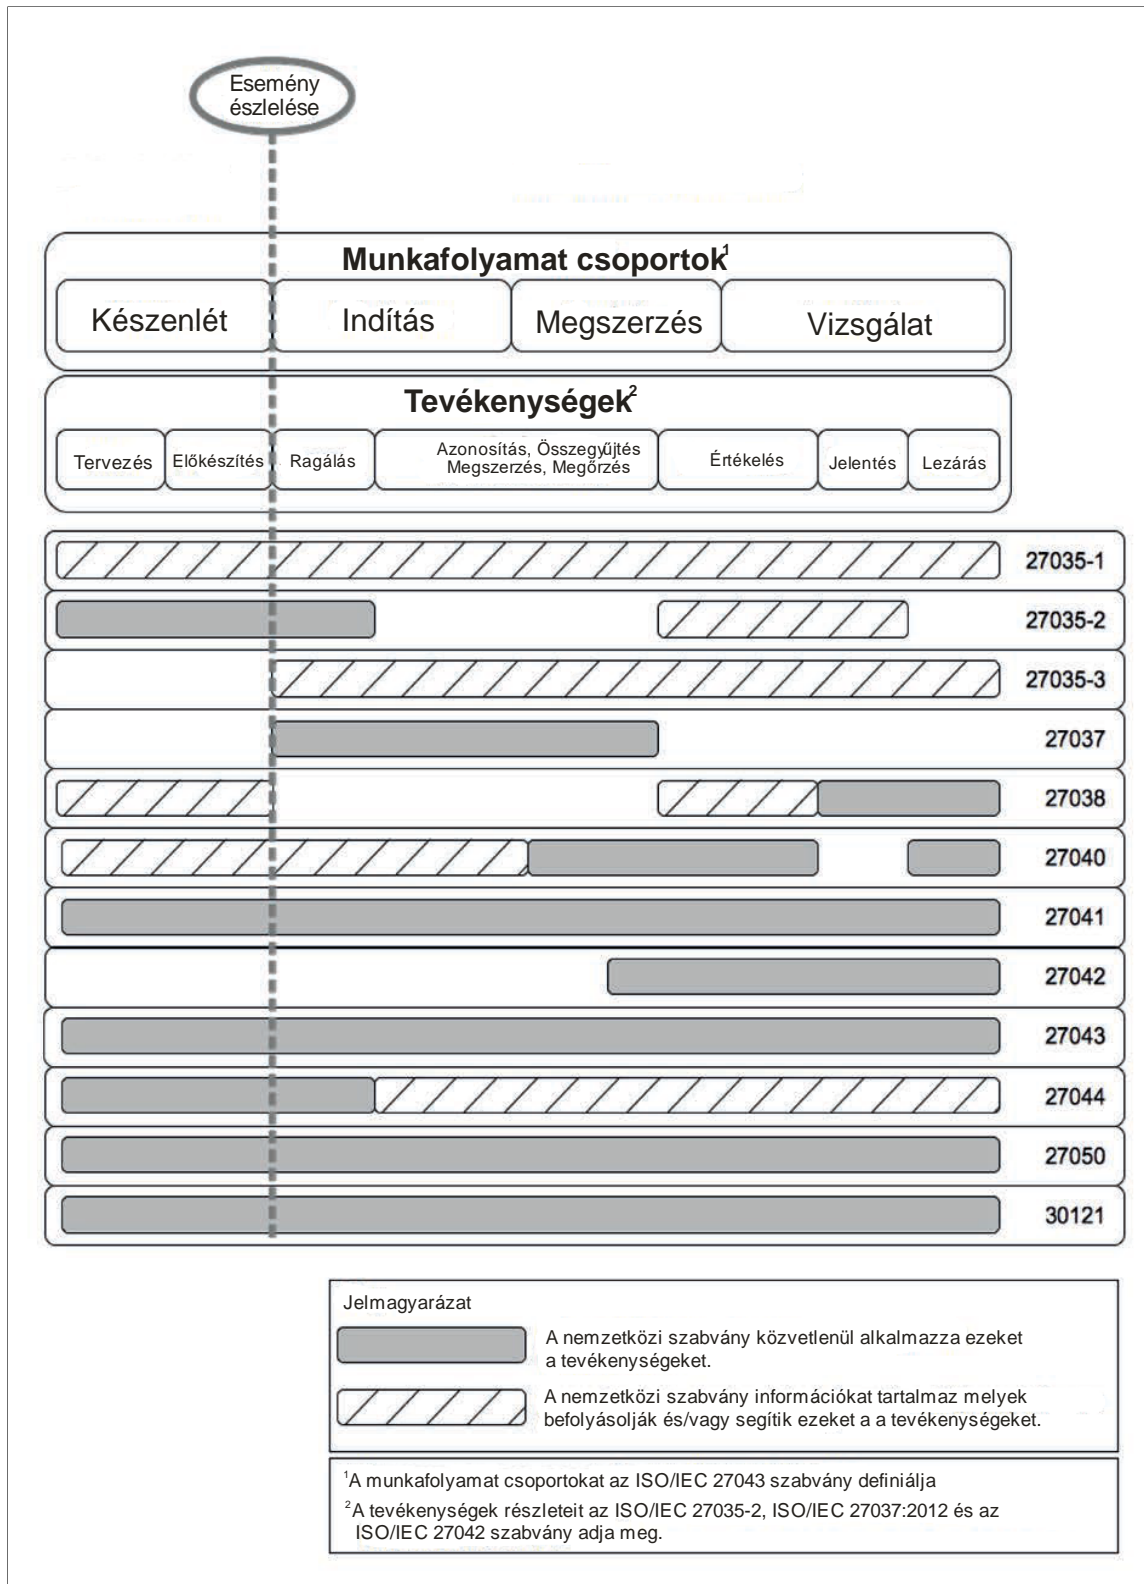 Esemény
észlelése
Munkafolyamat csoportok¹
Készenlét
Indítás
Megszerzés
Vizsgálat
Tevékenységek²
Tervezés
Előkészítés
Ragálás
Azonosítás, Összegyűjtés
Megszerzés, Megőrzés
Értékelés
Jelentés
Lezárás
27035-1
27035-2
27035-3
27037
27038
27040
27041
27042
27043
27044
27050
30121
Jelmagyarázat
A nemzetközi szabvány közvetlenül alkalmazza ezeket
a tevékenységeket.
A nemzetközi szabvány információkat tartalmaz melyek
befolyásolják és/vagy segítik ezeket a a tevékenységeket.
¹A munkafolyamat csoportokat az ISO/IEC 27043 szabvány definiálja
²A tevékenységek részleteit az ISO/IEC 27035-2, ISO/IEC 27037:2012 és az
ISO/IEC 27042 szabvány adja meg.